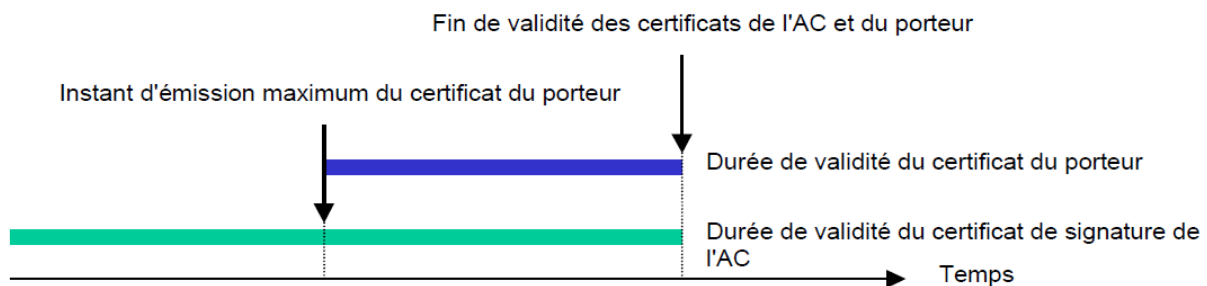 Fin de validité des certificats de l'AC et du porteur
Instant d'émission maximum du certificat du porteur
Durée de validité du certificat du porteur
Durée de validité du certificat de signature de
l'AC
Temps